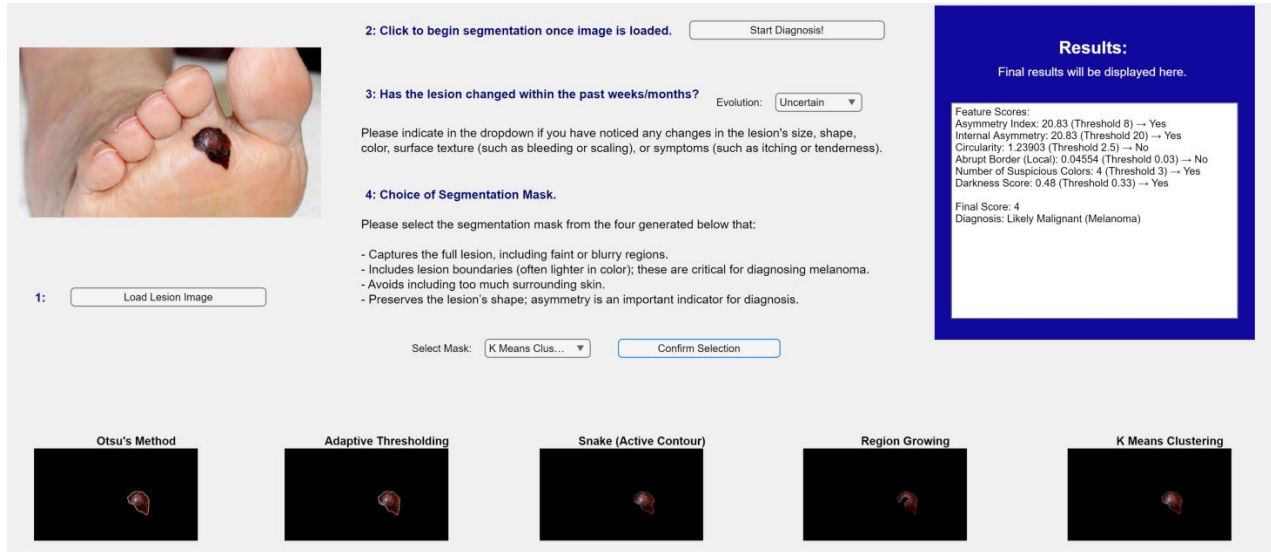 2: Click to begin segmentation once image is loaded.
Start Diagnosis!
3: Has the lesion changed within the past weeks/months?
Evolution:
Uncertain
Please indicate in the dropdown if you have noticed any changes in the lesion's size, shape,
color, surface texture (such as bleeding or scaling), or symptoms (such as itching or tenderness).
4: Choice of Segmentation Mask.
Please select the segmentation mask from the four generated below that:
- Captures the full lesion, including faint or blurry regions.
- Includes lesion boundaries (often lighter in color); these are critical for diagnosing melanoma.
- Avoids including too much surrounding skin.
- Preserves the lesion's shape; asymmetry is an important indicator for diagnosis.
1:
Load Lesion Image
Select Mask:
K Means Clus...
Confirm Selection
Results:
Final results will be displayed here.
Feature Scores:
Asymmetry Index: 20.83 (Threshold 8) → Yes
Internal Asymmetry: 20.83 (Threshold 20) → Yes
Circularity: 1.23903 (Threshold 2.5) → No
Abrupt Border (Local): 0.04554 (Threshold 0.03) → No
Number of Suspicious Colors: 4 (Threshold 3) → Yes
Darkness Score: 0.48 (Threshold 0.33) → Yes
Final Score: 4
Diagnosis: Likely Malignant (Melanoma)
Otsu's Method
Adaptive Thresholding
Snake (Active Contour)
Region Growing
K Means Clustering